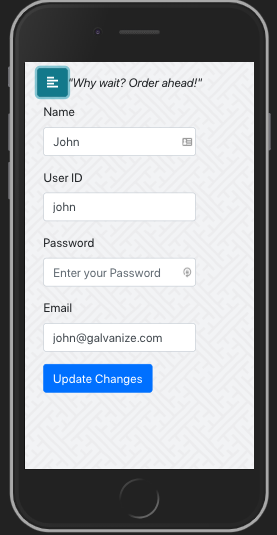 "Why wait? Order ahead!"
Name
John
User ID
john
Password
Enter your Password
Email
john@galvanize.com
Update Changes